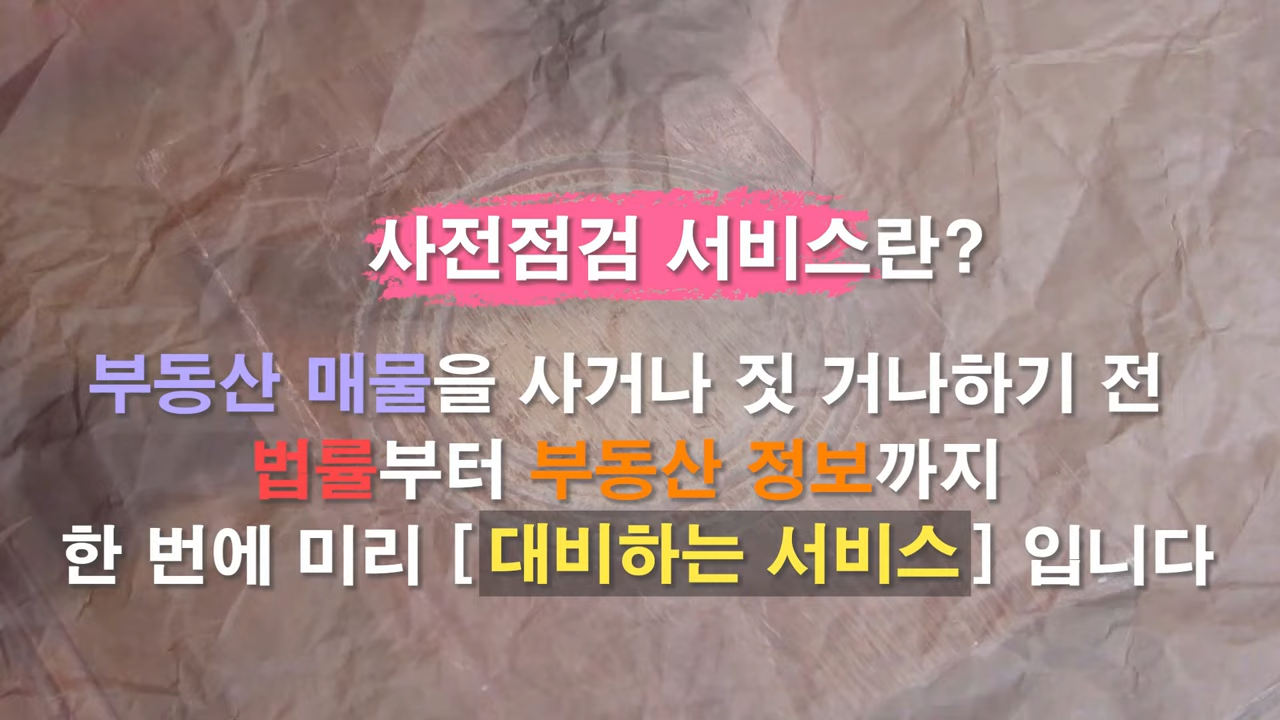 사전점검 서비스란?
부동산 매물을 사거나 짓 거나하기 전
법률부터 부동산 정보까지
한 번에 미리 [대비하는 서비스] 입니다